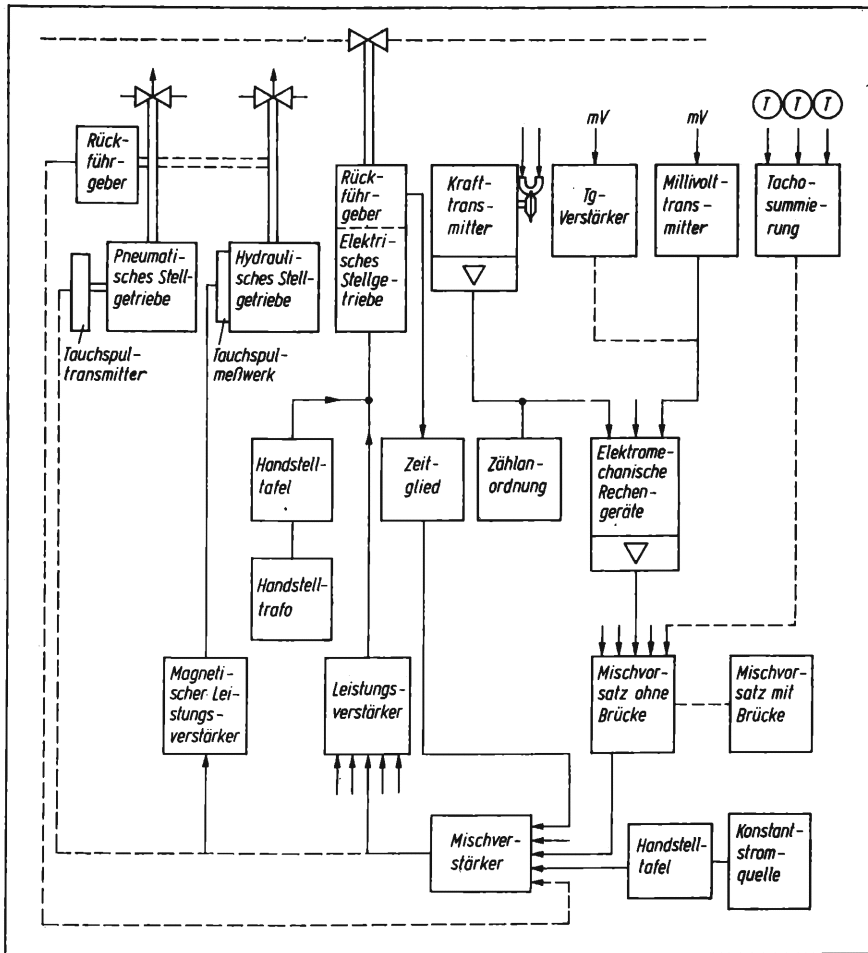 Rück-
führ-
geber
Pneumati-
sches Stell-
getriebe
Hydrauli-
sches Stell-
getriebe
Tauchspul-
transmitter
Tauchspul-
meßwerk
Rück-
führ-
geber
Elektri-
sches
Stellge-
triebe
Kraft-
trans-
mitter
mV
Tg-
Verstärker
mV
Millivolt-
trans-
mitter
T T T
Tacho-
summie-
rung
Handstell-
tafel
Handstell-
trafo
Zeit-
glied
Zählan-
ordnung
Elektrome-
chanische
Rechen-
geräte
Magneti-
scher Lei-
stungs-
verstärker
Leistungs-
verstärker
Mischvor-
satz ohne
Brücke
Mischvor-
satz mit
Brücke
Mischver-
stärker
Handstell-
tafel
Konstant-
strom-
quelle